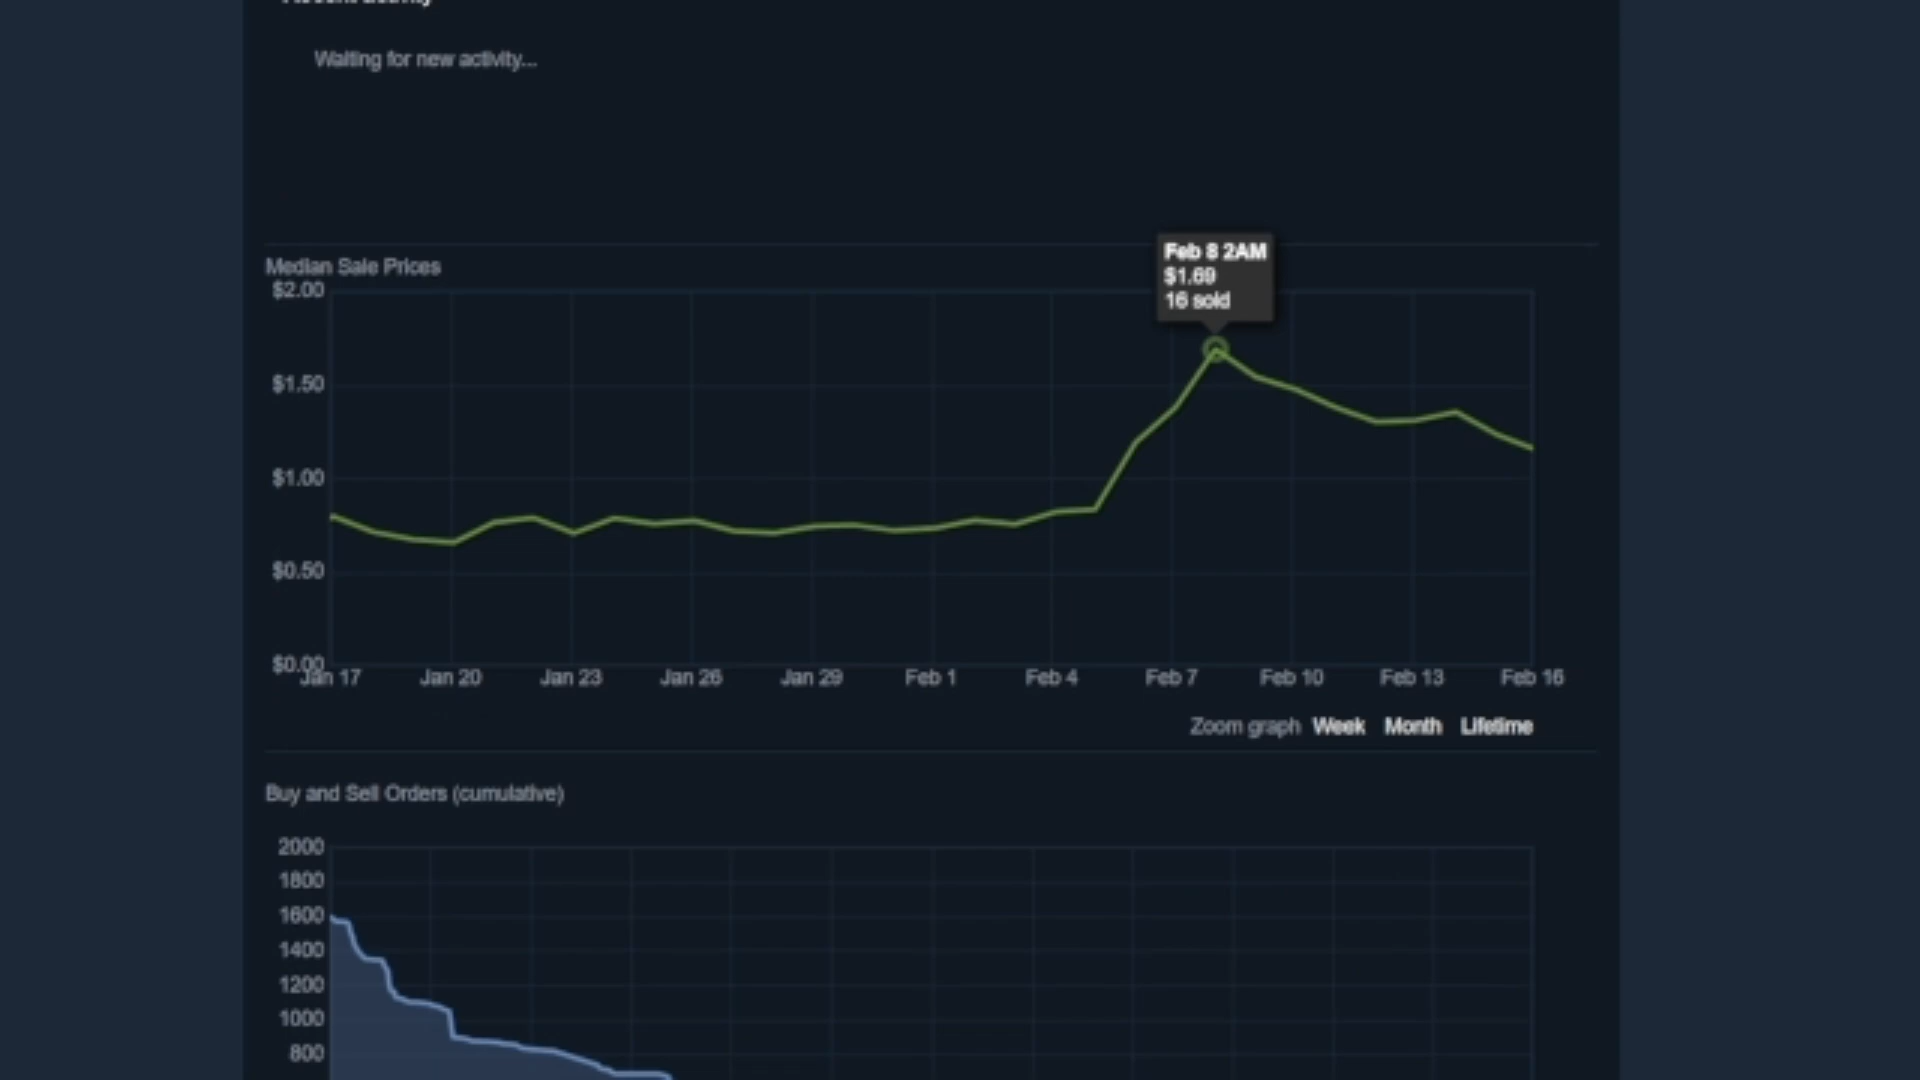 Recent activity
Waiting for new activity...
Median Sale Prices
Feb 8 2AM
$1.69
16 sold
$2.00
$1.50
$1.00
$0.50
$0.00
Jan 17 Jan 20 Jan 23 Jan 26 Jan 29 Feb 1 Feb 4 Feb 7 Feb 10 Feb 13 Feb 16
Zoom graph Week Month Lifetime
Buy and Sell Orders (cumulative)
2000
1800
1600
1400
1200
1000
800